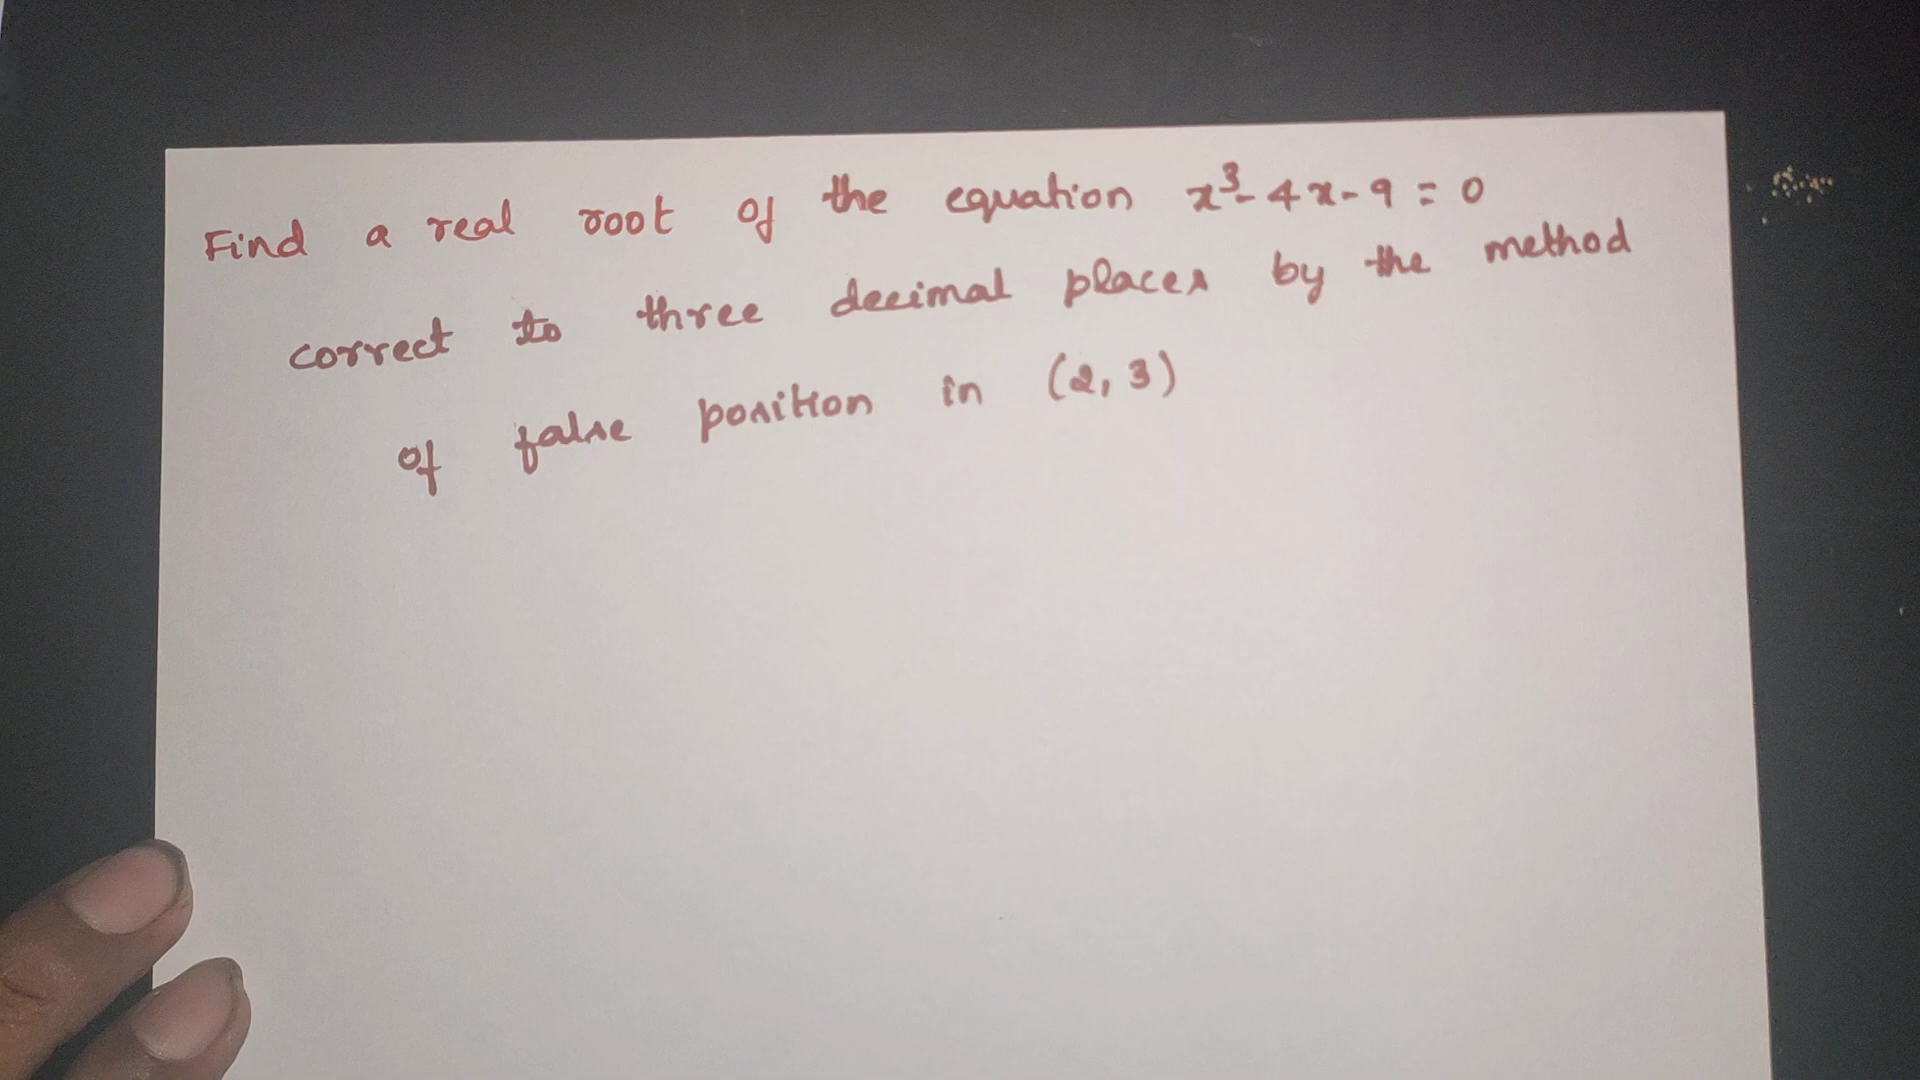 Find a real root of the equation x³-4x-9=0
correct to three decimal places by the method
of false position in (2,3)